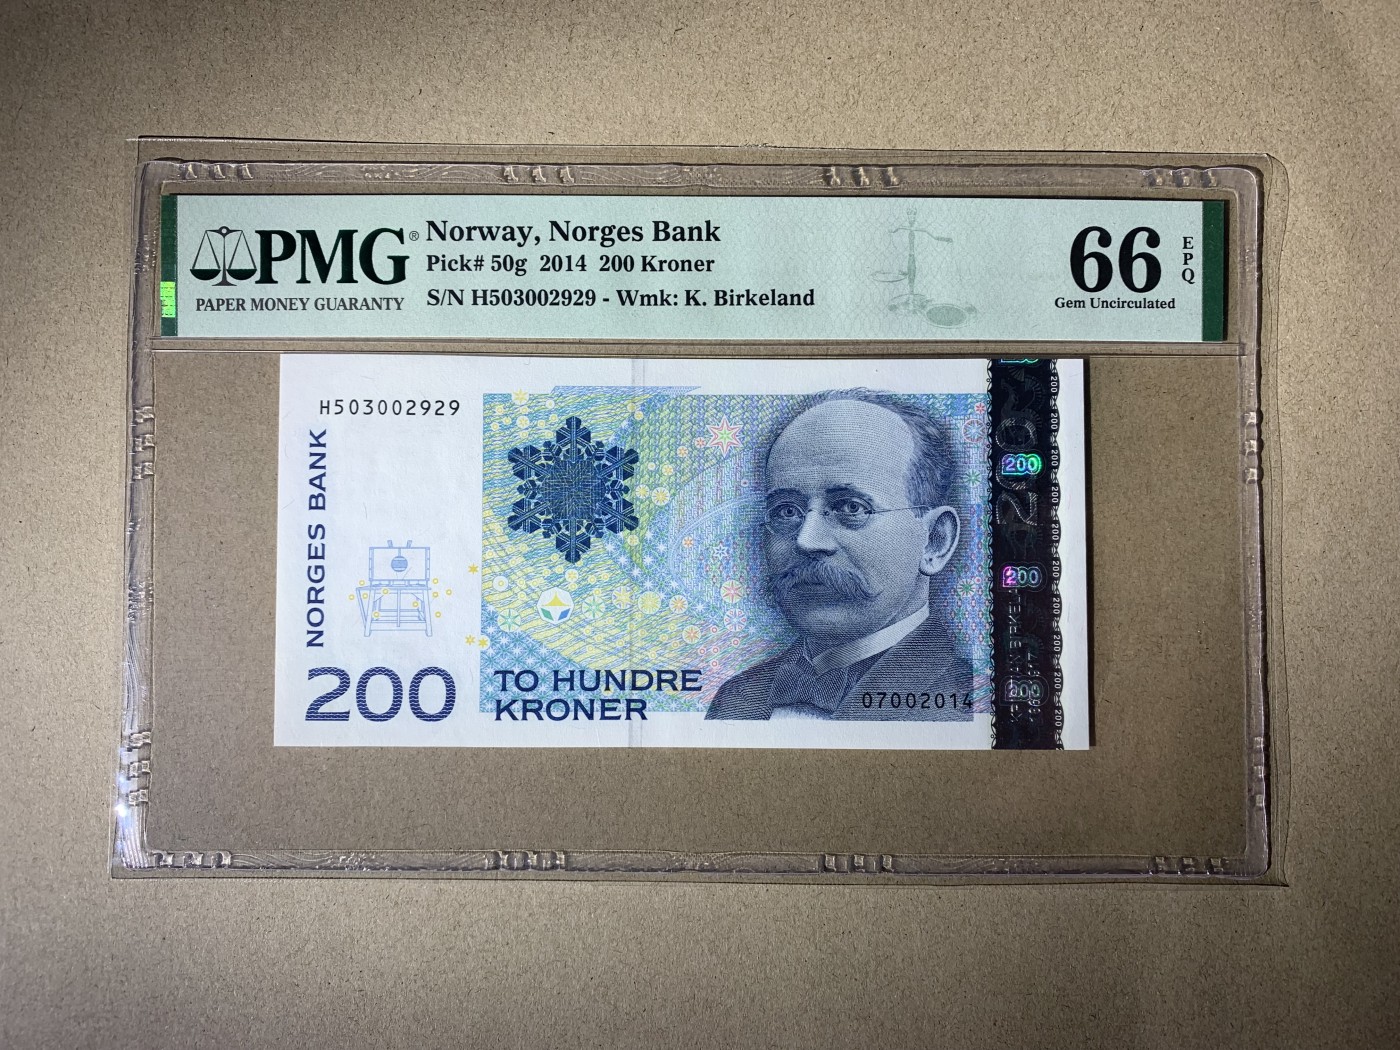 PMG®
PAPER MONEY GUARANTY
Norway, Norges Bank
Pick# 50g 2014 200 Kroner
S/N H503002929 - Wmk: K. Birkeland
66
EPQ
Gem Uncirculated
H503002929
NORGES BANK
200
TO HUNDRE
KRONER
07002014
200
200
200